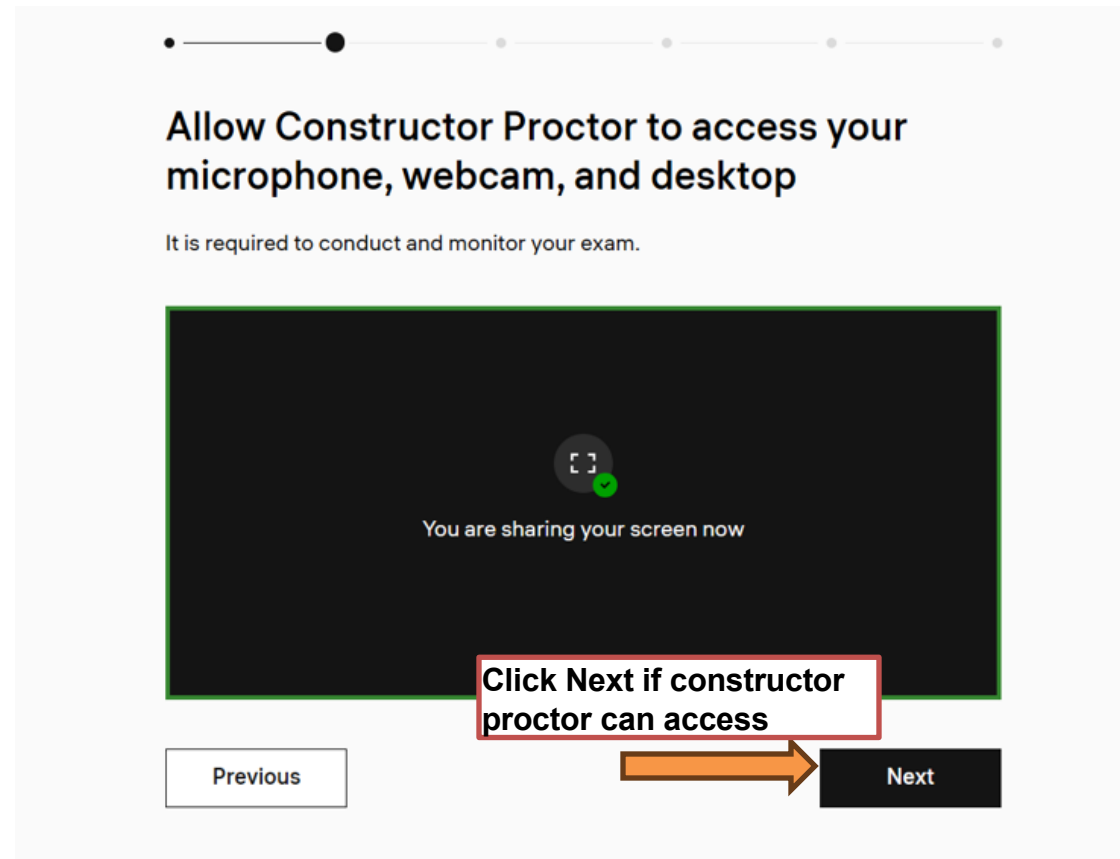 Allow Constructor Proctor to access your
microphone, webcam, and desktop
It is required to conduct and monitor your exam.
You are sharing your screen now
Click Next if constructor
proctor can access
Previous
Next